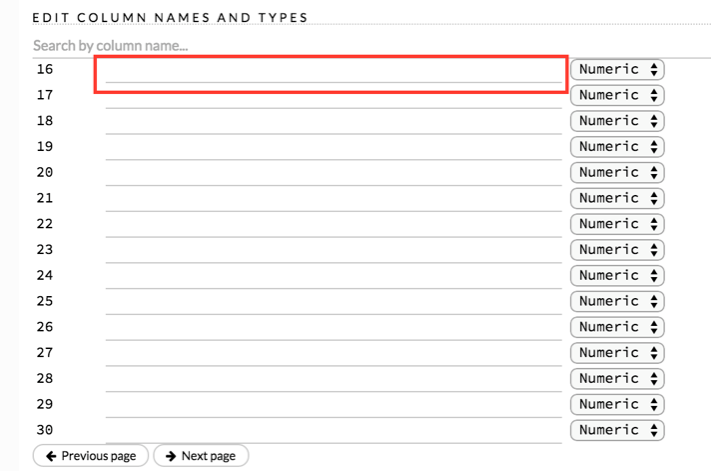 EDIT COLUMN NAMES AND TYPES
Search by column name...
16 Numeric
17 Numeric
18 Numeric
19 Numeric
20 Numeric
21 Numeric
22 Numeric
23 Numeric
24 Numeric
25 Numeric
26 Numeric
27 Numeric
28 Numeric
29 Numeric
30 Numeric
Previous page Next page